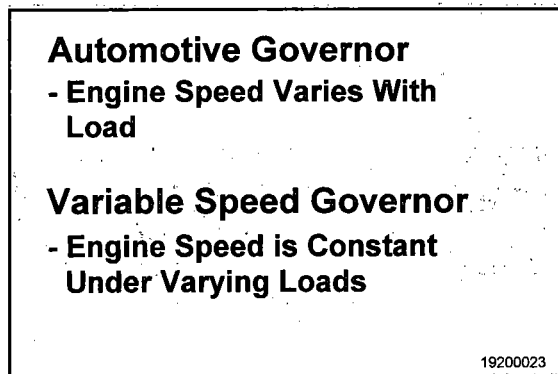 Automotive Governor
- Engine Speed Varies With
Load
Variable Speed Governor
- Engine Speed is Constant
Under Varying Loads
19200023